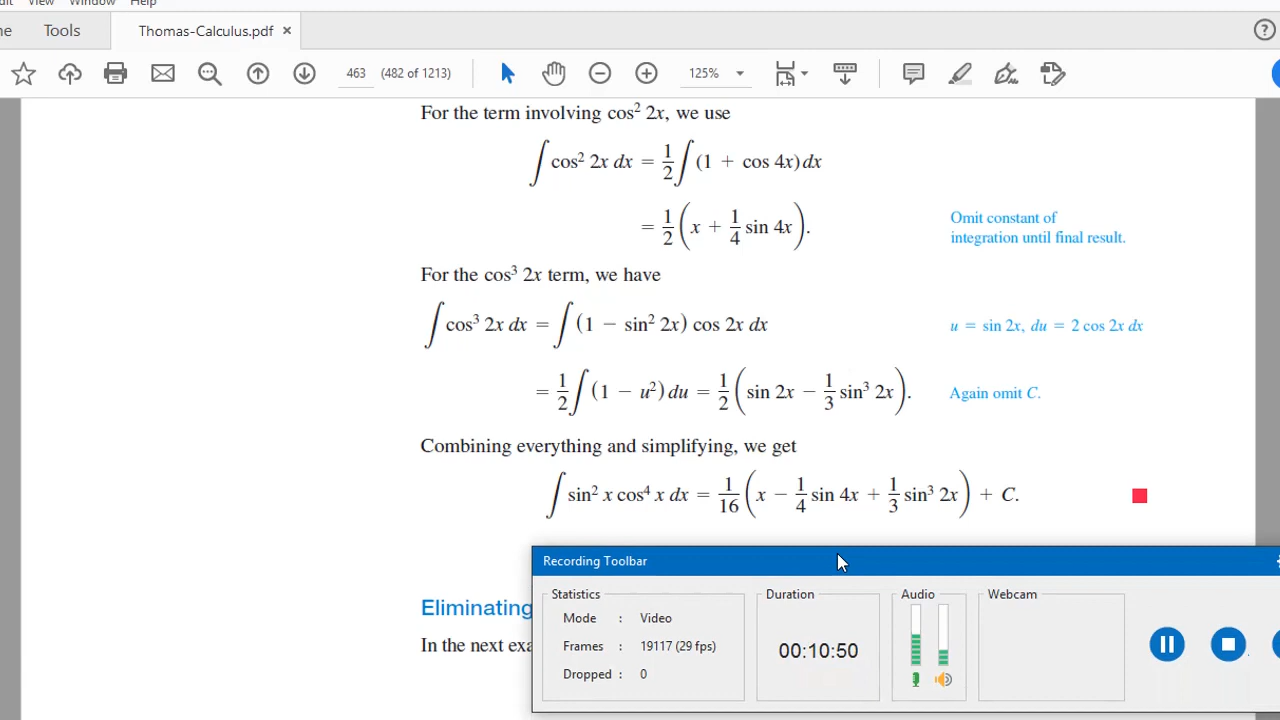 dit View Window Help
ne Tools Thomas-Calculus.pdf ×
463 (482 of 1213) 125%
For the term involving cos² 2x, we use
∫ cos² 2x dx = 1/2 ∫ (1 + cos 4x) dx
= 1/2 (x + 1/4 sin 4x).
Omit constant of
integration until final result.
For the cos³ 2x term, we have
∫ cos³ 2x dx = ∫ (1 − sin² 2x) cos 2x dx
u = sin 2x, du = 2 cos 2x dx
= 1/2 ∫ (1 − u²) du = 1/2 (sin 2x − 1/3 sin³ 2x).
Again omit C.
Combining everything and simplifying, we get
∫ sin² x cos⁴ x dx = 1/16 (x − 1/4 sin 4x + 1/3 sin³ 2x) + C.
Eliminating
In the next exa
Recording Toolbar
Statistics
Mode : Video
Frames : 19117 (29 fps)
Dropped : 0
Duration
00:10:50
Audio
Webcam